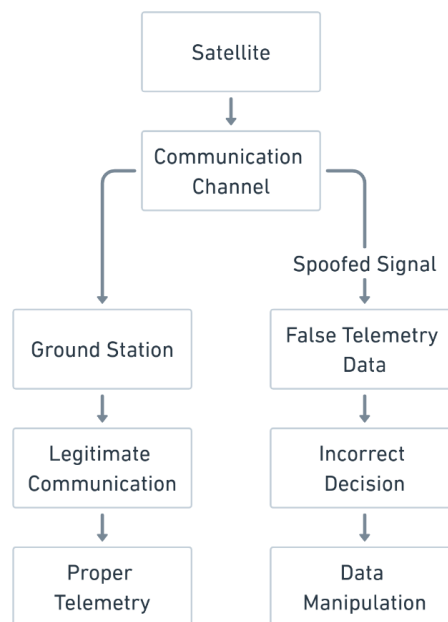 Satellite
Communication
Channel
Spoofed Signal
Ground Station
False Telemetry
Data
Legitimate
Communication
Incorrect
Decision
Proper
Telemetry
Data
Manipulation